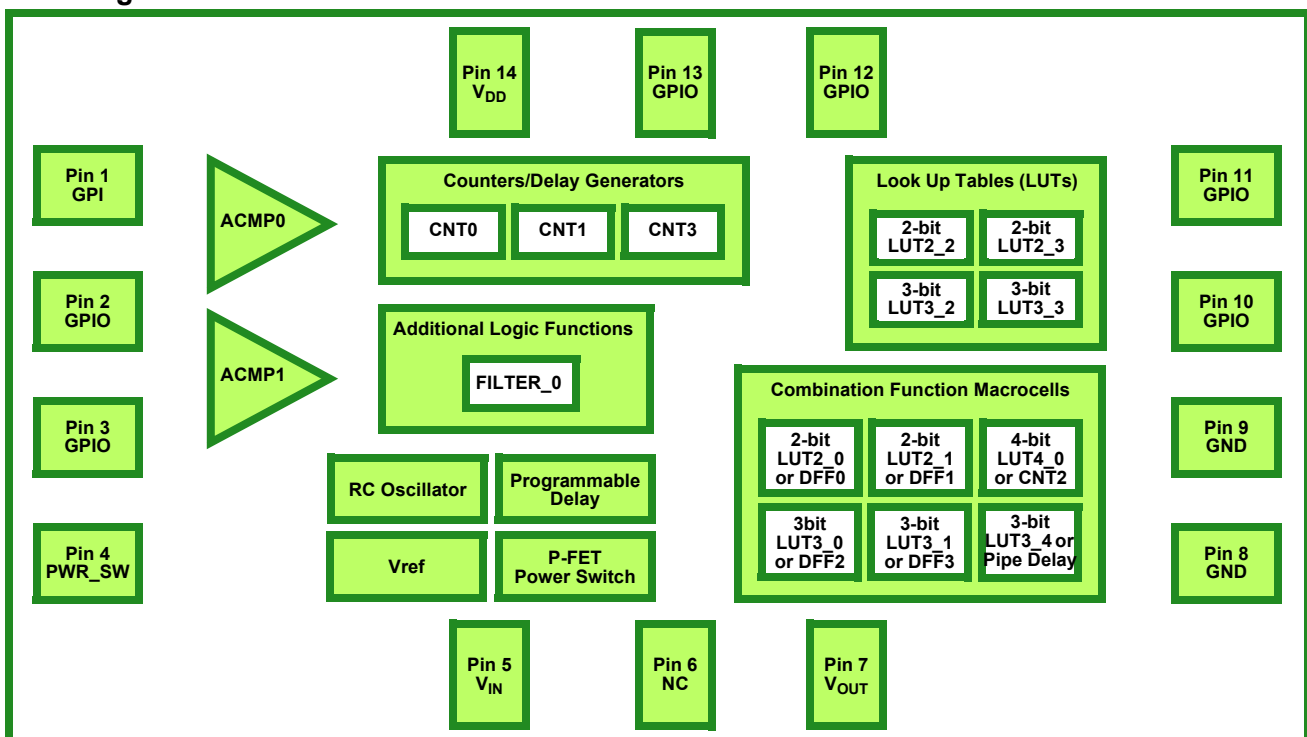 Pin 14
VDD
Pin 13
GPIO
Pin 12
GPIO
Pin 1
GPI
ACMP0
Counters/Delay Generators
CNT0
CNT1
CNT3
Look Up Tables (LUTs)
2-bit
LUT2_2
2-bit
LUT2_3
3-bit
LUT3_2
3-bit
LUT3_3
Pin 11
GPIO
Pin 2
GPIO
ACMP1
Additional Logic Functions
FILTER_0
Pin 10
GPIO
Pin 3
GPIO
Combination Function Macrocells
2-bit
LUT2_0
or DFF0
2-bit
LUT2_1
or DFF1
4-bit
LUT4_0
or CNT2
3bit
LUT3_0
or DFF2
3-bit
LUT3_1
or DFF3
3-bit
LUT3_4 or
Pipe Delay
Pin 9
GND
RC Oscillator
Programmable
Delay
Vref
P-FET
Power Switch
Pin 4
PWR_SW
Pin 8
GND
Pin 5
VIN
Pin 6
NC
Pin 7
VOUT